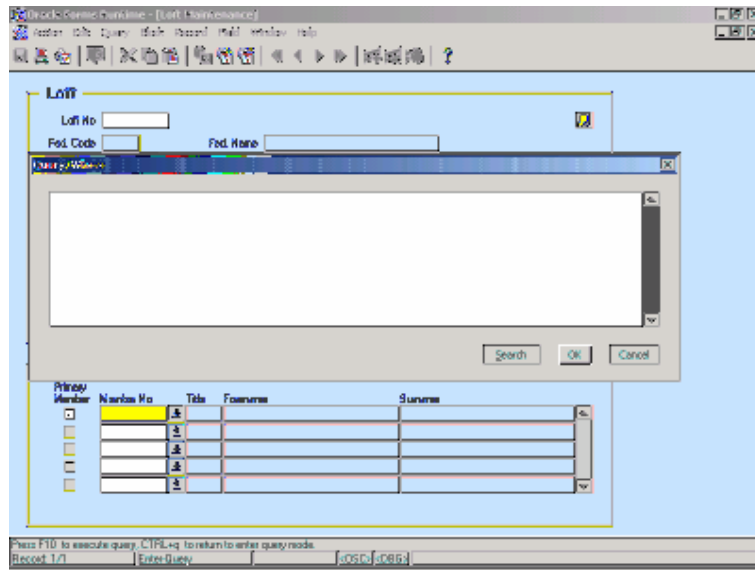 Oracle Forms Runtime - [Loft Maintenance]
Action Edit Query Block Record Field Window Help
Loft
Loft No
Fed. Code Fed. Name
Query/Where
Search OK Cancel
Primary
Member Member No Title Forename Surname
Press F10 to execute query, CTRL+q to return to enter query mode.
Record: 1/1 Enter-Query <OSC> <DBG>